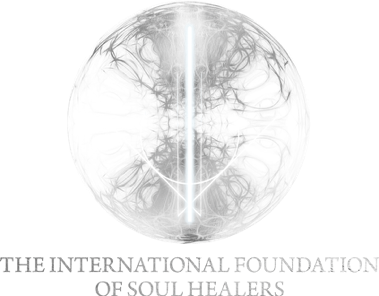 THE INTERNATIONAL FOUNDATION
OF SOUL HEALERS